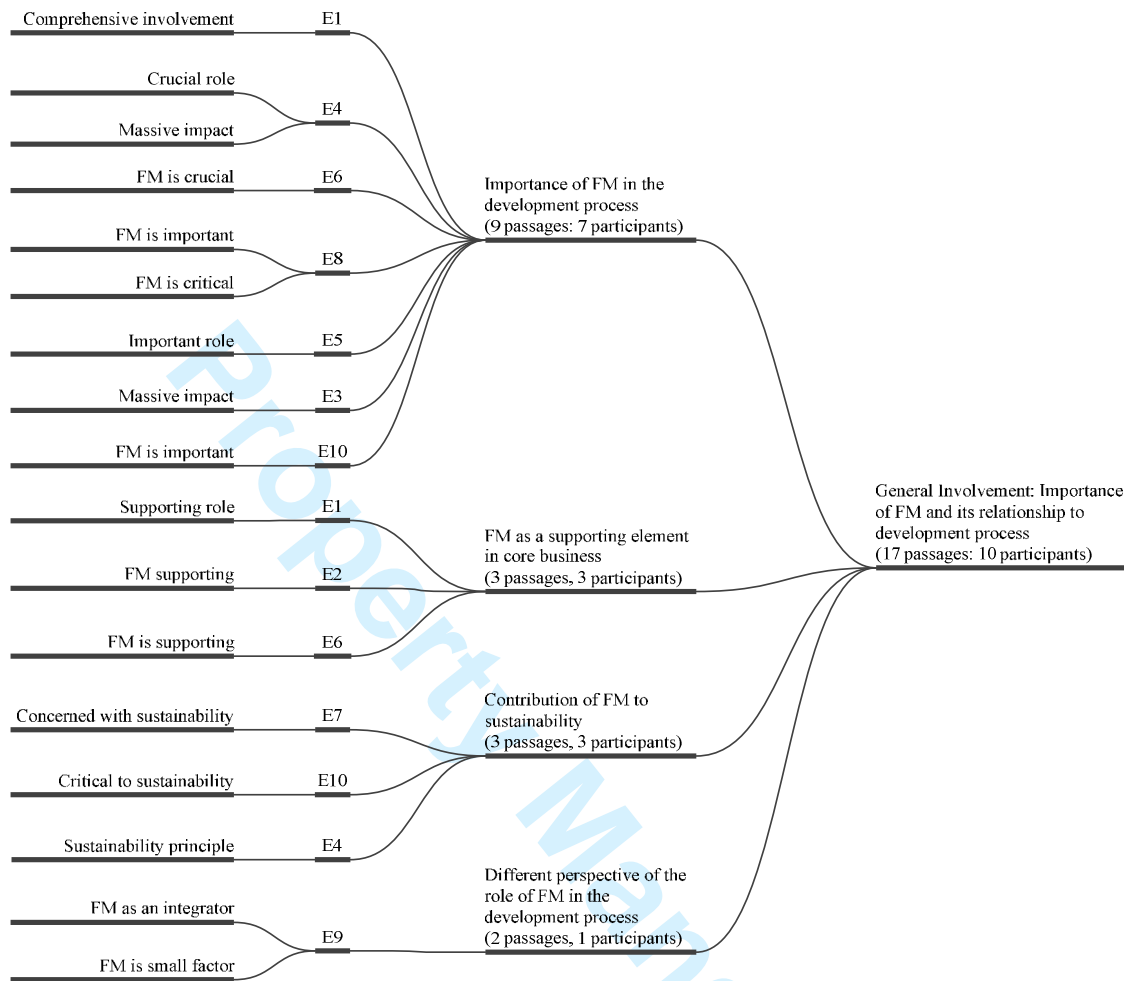 Comprehensive involvement
E1
Crucial role
Massive impact
E4
FM is crucial
E6
FM is important
FM is critical
E8
Important role
E5
Massive impact
E3
FM is important
E10
Importance of FM in the
development process
(9 passages: 7 participants)
Supporting role
E1
FM supporting
E2
FM is supporting
E6
FM as a supporting element
in core business
(3 passages, 3 participants)
Concerned with sustainability
E7
Critical to sustainability
E10
Sustainability principle
E4
Contribution of FM to
sustainability
(3 passages, 3 participants)
FM as an integrator
FM is small factor
E9
Different perspective of the
role of FM in the
development process
(2 passages, 1 participants)
General Involvement: Importance
of FM and its relationship to
development process
(17 passages: 10 participants)
Property Man